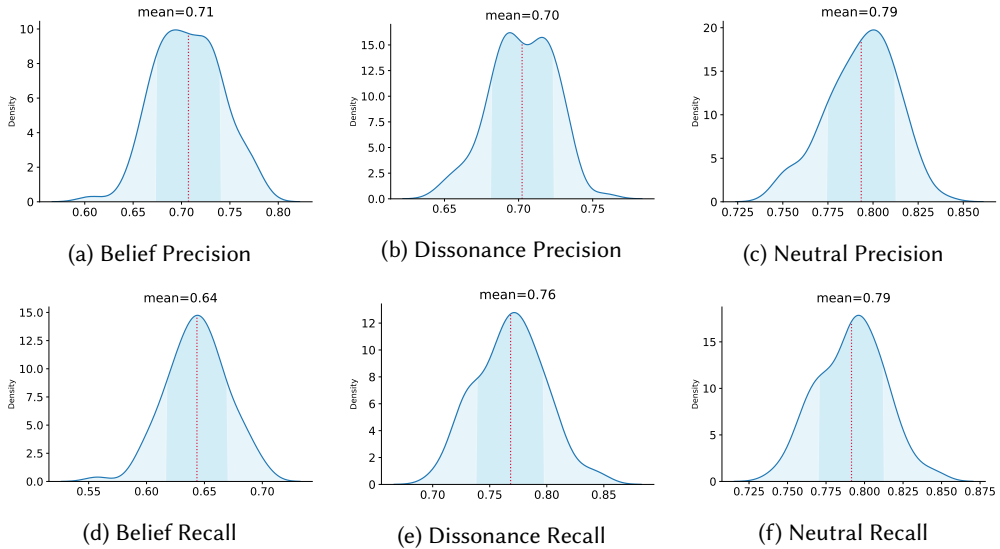 mean=0.71
10
8
6
4
2
0
Density
0.60 0.65 0.70 0.75 0.80
(a) Belief Precision
mean=0.70
15.0
12.5
10.0
7.5
5.0
2.5
0.0
Density
0.65 0.70 0.75
(b) Dissonance Precision
mean=0.79
20
15
10
5
0
Density
0.725 0.750 0.775 0.800 0.825 0.850
(c) Neutral Precision
mean=0.64
15.0
12.5
10.0
7.5
5.0
2.5
0.0
Density
0.55 0.60 0.65 0.70
(d) Belief Recall
mean=0.76
12
10
8
6
4
2
0
Density
0.70 0.75 0.80 0.85
(e) Dissonance Recall
mean=0.79
15
10
5
0
Density
0.725 0.750 0.775 0.800 0.825 0.850 0.875
(f) Neutral Recall